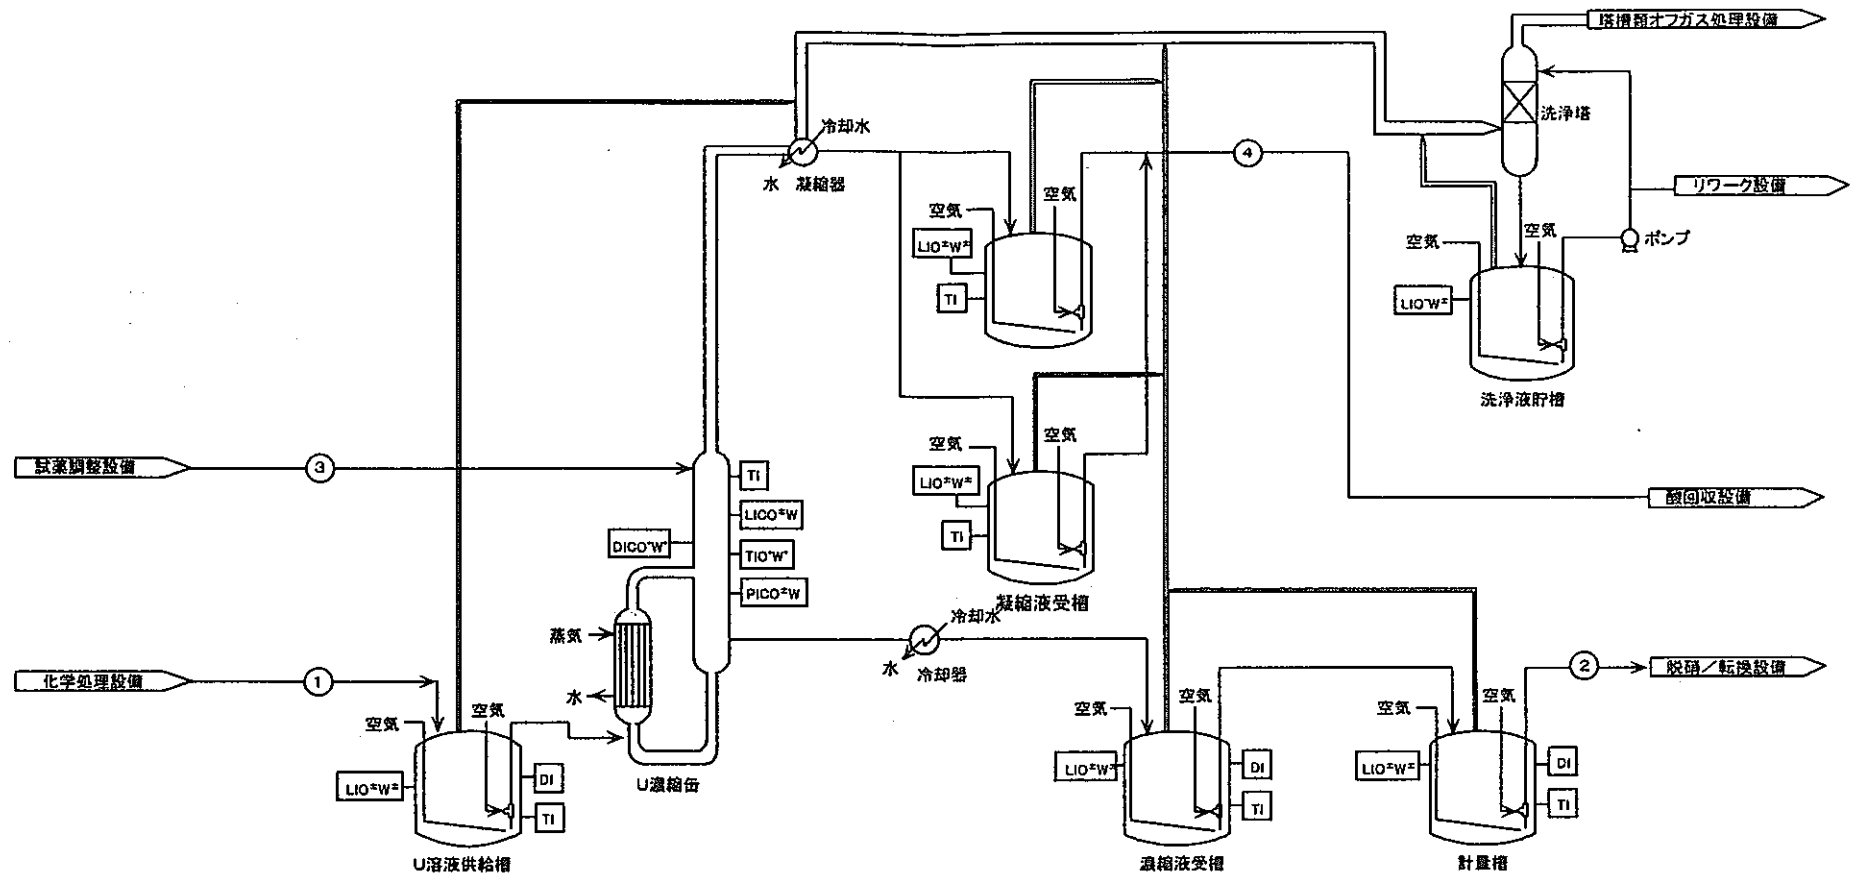 塔槽類オフガス処理設備
洗浄塔
冷却水
水 凝縮器
4
リワーク設備
空気
空気
LIO±W±
TI
空気
空気
ポンプ
LIO-W±
洗浄液貯槽
試薬調整設備
3
TI
LICO±W
DICO+W+
TIO+W+
PICO±W
空気
空気
LIO±W±
TI
凝縮液受槽
酸回収設備
蒸気
水
冷却水
水
冷却器
化学処理設備
1
空気
空気
LIO±W±
DI
TI
U溶液供給槽
U濃縮缶
空気
空気
LIO±W±
DI
TI
濃縮液受槽
空気
空気
LIO±W±
DI
TI
計量槽
2
脱硝/転換設備